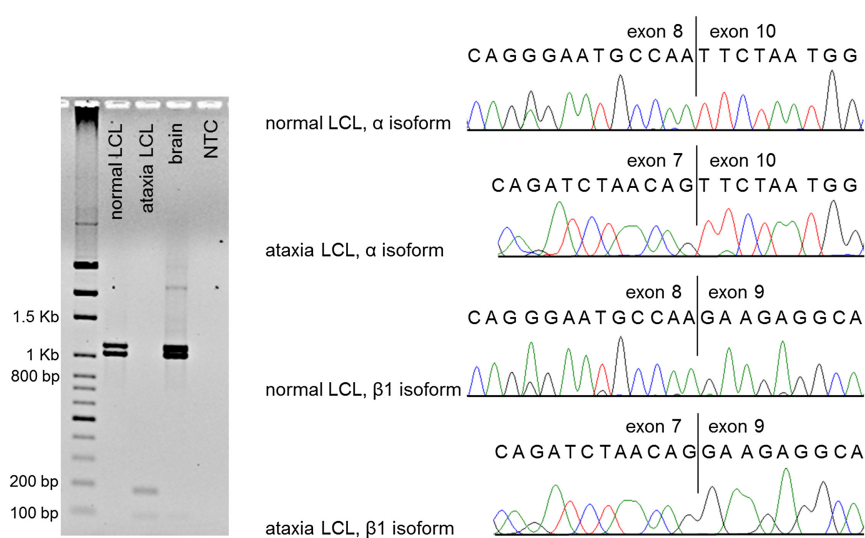 normal LCL
ataxia LCL
brain
NTC
1.5 Kb
1 Kb
800 bp
200 bp
100 bp
exon 8 exon 10
CAGGGAATGCCAATTCTAATGG
normal LCL, α isoform
exon 7 exon 10
CAGATCTAACAGTTCTAATGG
ataxia LCL, α isoform
exon 8 exon 9
CAGGGAATGCCAAGAAGAGGCA
normal LCL, β1 isoform
exon 7 exon 9
CAGATCTAACAGGAAGAGGCA
ataxia LCL, β1 isoform